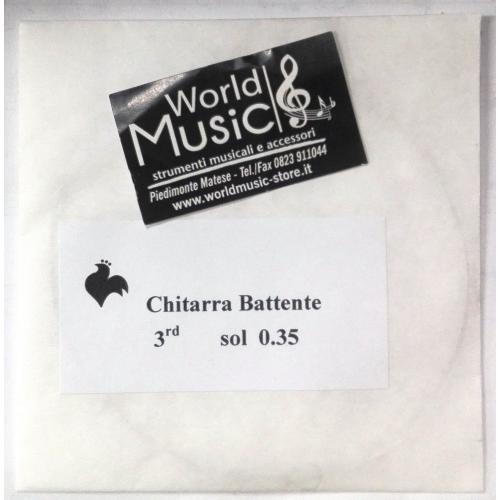 World
Music
strumenti musicali e accessori
Piedimonte Matese - Tel./Fax 0823 911044
www.worldmusic-store.it
Chitarra Battente
3rd sol 0.35